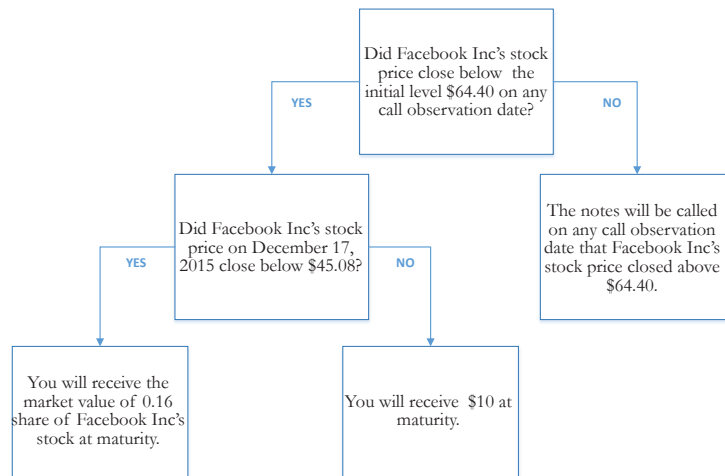 Did Facebook Inc's stock
price close below the
initial level $64.40 on any
call observation date?
YES
NO
Did Facebook Inc's stock
price on December 17,
2015 close below $45.08?
The notes will be called
on any call observation
date that Facebook Inc's
stock price closed above
$64.40.
YES
NO
You will receive the
market value of 0.16
share of Facebook Inc's
stock at maturity.
You will receive $10 at
maturity.